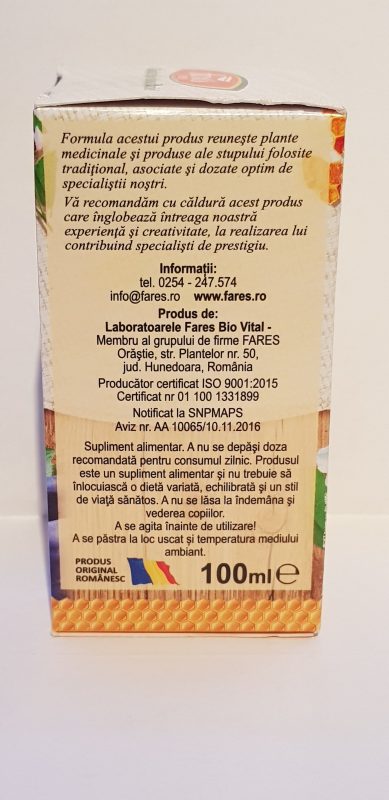 Formula acestui produs reunește plante
medicinale și produse ale stupului folosite
tradițional, asociate și dozate optim de
specialiștii noștri.
Vă recomandăm cu căldură acest produs
care înglobează întreaga noastră
experiență și creativitate, la realizarea lui
contribuind specialiști de prestigiu.
Informații:
tel. 0254 - 247.574
info@fares.ro www.fares.ro
Produs de:
Laboratoarele Fares Bio Vital -
Membru al grupului de firme FARES
Orăștie, str. Plantelor nr. 50,
jud. Hunedoara, România
Producător certificat ISO 9001:2015
Certificat nr 01 100 1331899
Notificat la SNPMAPS
Aviz nr. AA 10065/10.11.2016
Supliment alimentar. A nu se depăși doza
recomandată pentru consumul zilnic. Produsul
este un supliment alimentar și nu trebuie să
înlocuiască o dietă variată, echilibrată și un stil
de viață sănătos. A nu se lăsa la îndemâna și
vederea copiilor.
A se agita înainte de utilizare!
A se păstra la loc uscat și temperatura mediului
ambiant.
PRODUS
ORIGINAL
ROMÂNESC
100ml ℮